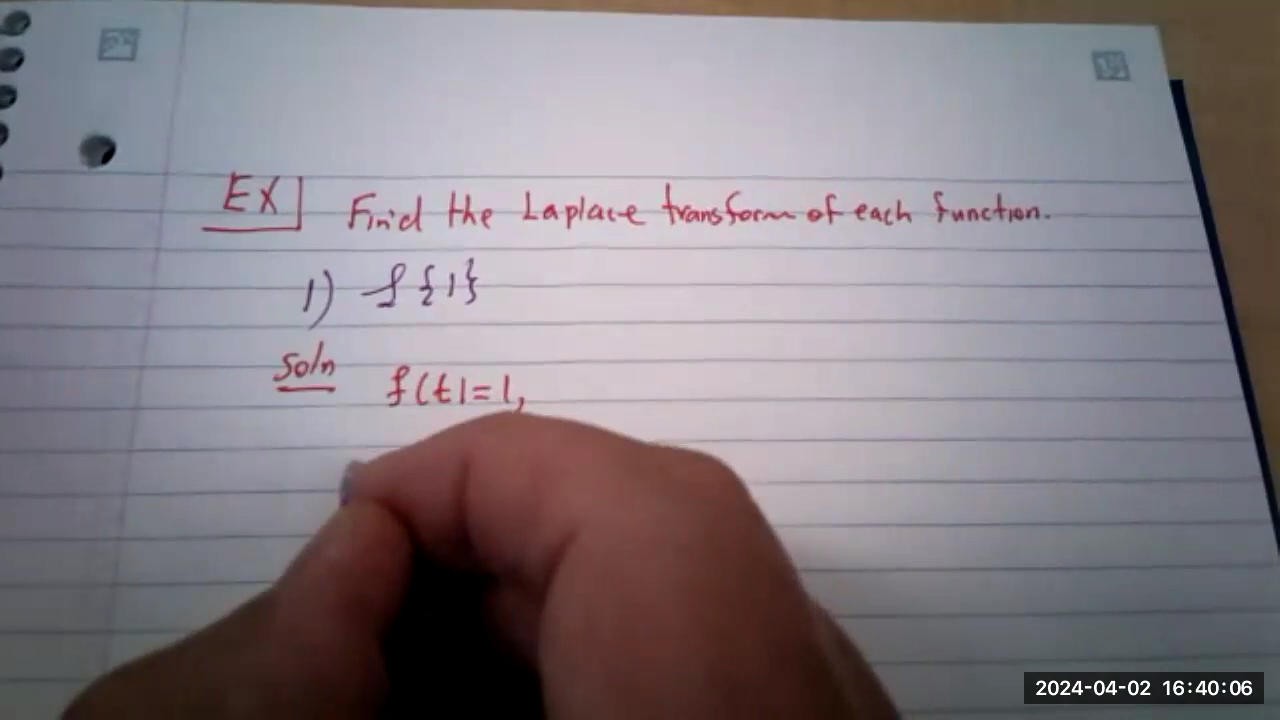 EX] Find the Laplace transform of each function.
1) ℒ{1}
Soln f(t)=1,
2024-04-02 16:40:06